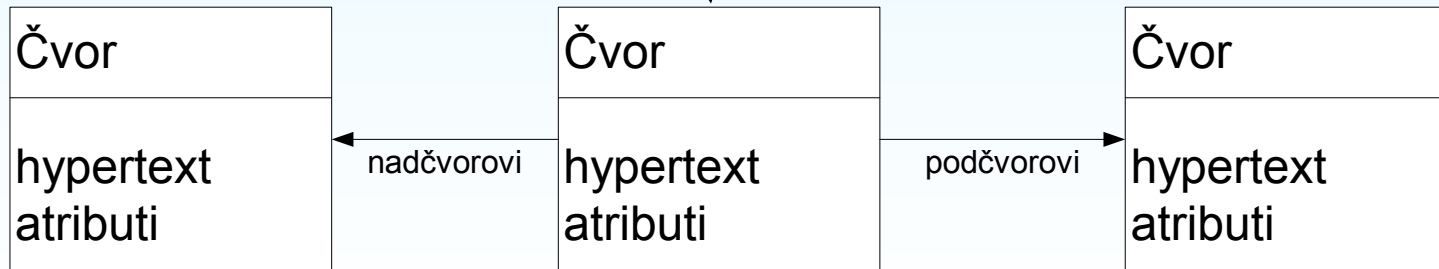 Čvor
hypertext
atributi
nadčvorovi
Čvor
hypertext
atributi
podčvorovi
Čvor
hypertext
atributi